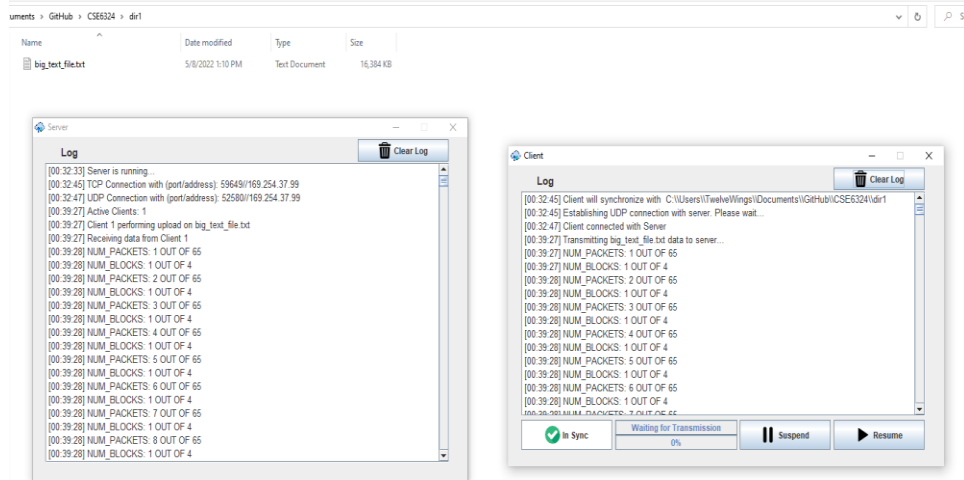 uments > GitHub > CSE6324 > dir1
Name Date modified Type Size
big_text_file.txt 5/8/2022 1:10 PM Text Document 16,384 KB
Server
Log Clear Log
[00:32:33] Server is running...
[00:32:45] TCP Connection with (port/address): 59649//169.254.37.99
[00:32:47] UDP Connection with (port/address): 52580//169.254.37.99
[00:39:27] Active Clients: 1
[00:39:27] Client 1 performing upload on big_text_file.txt
[00:39:27] Receiving data from Client 1
[00:39:28] NUM_PACKETS: 1 OUT OF 65
[00:39:28] NUM_BLOCKS: 1 OUT OF 4
[00:39:28] NUM_PACKETS: 2 OUT OF 65
[00:39:28] NUM_BLOCKS: 1 OUT OF 4
[00:39:28] NUM_PACKETS: 3 OUT OF 65
[00:39:28] NUM_BLOCKS: 1 OUT OF 4
[00:39:28] NUM_PACKETS: 4 OUT OF 65
[00:39:28] NUM_BLOCKS: 1 OUT OF 4
[00:39:28] NUM_PACKETS: 5 OUT OF 65
[00:39:28] NUM_BLOCKS: 1 OUT OF 4
[00:39:28] NUM_PACKETS: 6 OUT OF 65
[00:39:28] NUM_BLOCKS: 1 OUT OF 4
[00:39:28] NUM_PACKETS: 7 OUT OF 65
[00:39:28] NUM_BLOCKS: 1 OUT OF 4
[00:39:28] NUM_PACKETS: 8 OUT OF 65
[00:39:28] NUM_BLOCKS: 1 OUT OF 4
Client
Log Clear Log
[00:32:45] Client will synchronize with C:\\Users\\TwelveWings\\Documents\\GitHub\\CSE6324\\dir1
[00:32:45] Establishing UDP connection with server. Please wait...
[00:32:47] Client connected with Server
[00:39:27] Transmitting big_text_file.txt data to server...
[00:39:27] NUM_PACKETS: 1 OUT OF 65
[00:39:27] NUM_BLOCKS: 1 OUT OF 4
[00:39:28] NUM_PACKETS: 2 OUT OF 65
[00:39:28] NUM_BLOCKS: 1 OUT OF 4
[00:39:28] NUM_PACKETS: 3 OUT OF 65
[00:39:28] NUM_BLOCKS: 1 OUT OF 4
[00:39:28] NUM_PACKETS: 4 OUT OF 65
[00:39:28] NUM_BLOCKS: 1 OUT OF 4
[00:39:28] NUM_PACKETS: 5 OUT OF 65
[00:39:28] NUM_BLOCKS: 1 OUT OF 4
[00:39:28] NUM_PACKETS: 6 OUT OF 65
[00:39:28] NUM_BLOCKS: 1 OUT OF 4
[00:39:28] NUM_PACKETS: 7 OUT OF 65
In Sync Waiting for Transmission Suspend Resume
0%